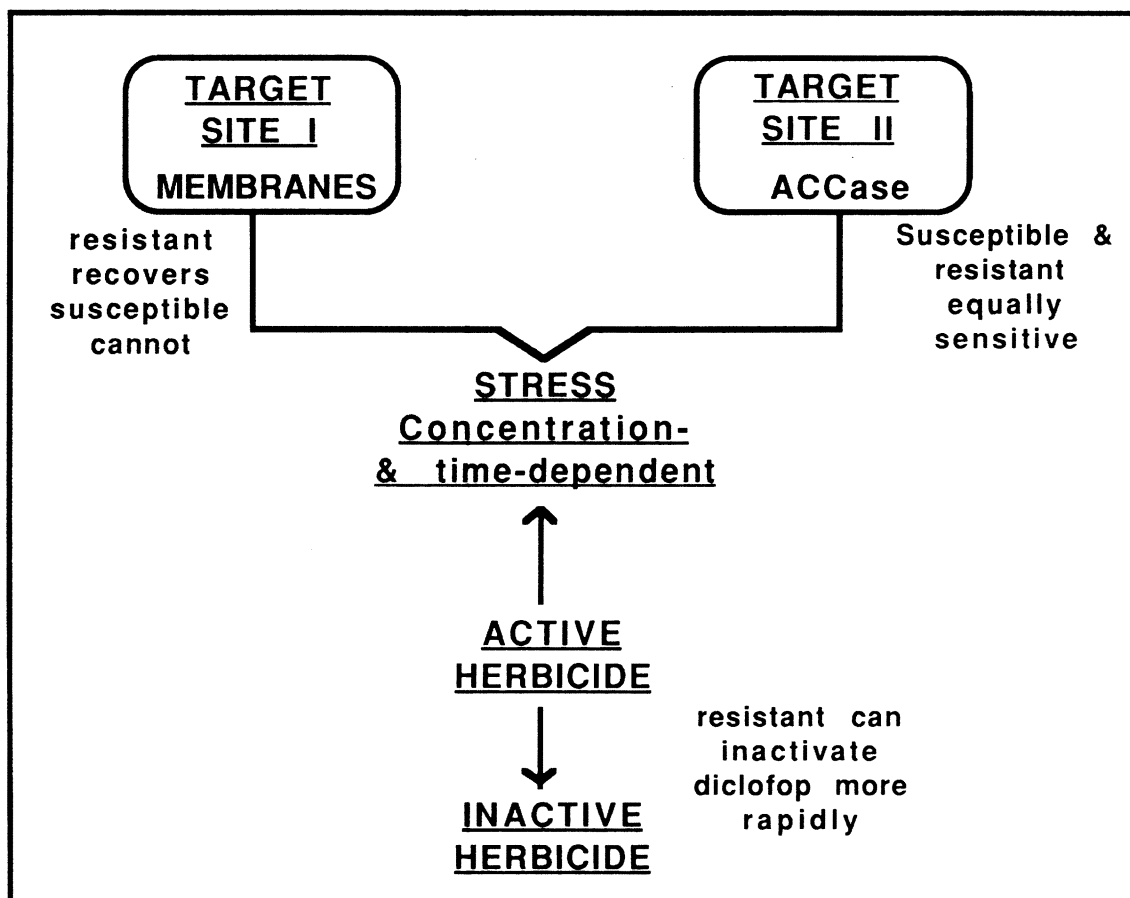 TARGET
SITE I
MEMBRANES
TARGET
SITE II
ACCase
resistant
recovers
susceptible
cannot
Susceptible &
resistant
equally
sensitive
STRESS
Concentration-
& time-dependent
ACTIVE
HERBICIDE
resistant can
inactivate
diclofop more
rapidly
INACTIVE
HERBICIDE